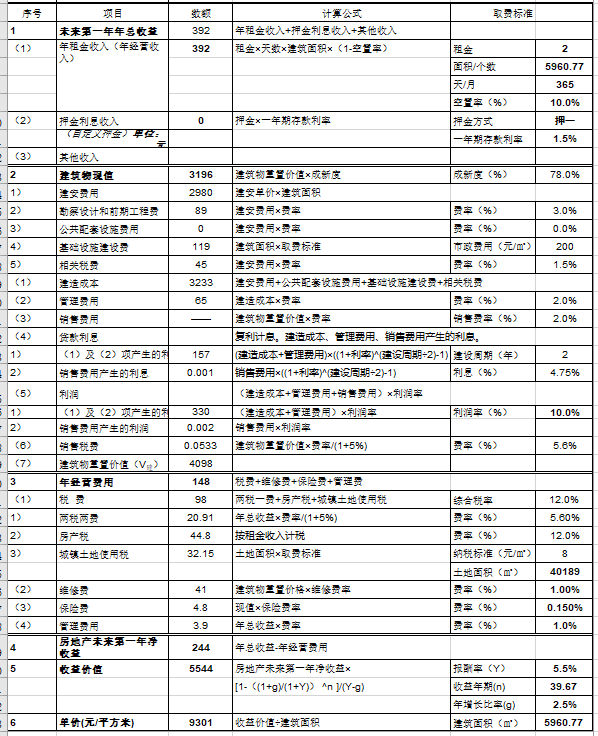 序号 项目 数额 计算公式 取费标准
1 未来第一年年总收益 392 年租金收入+押金利息收入+其他收入
（1） 年租金收入（年经营收入） 392 租金×天数×建筑面积×（1-空置率） 租金 2
面积/个数 5960.77
天/月 365
空置率（%） 10.0%
（2） 押金利息收入 0 押金×一年期存款利率 押金方式 押一
（自定义押金）单位：元 一年期存款利率 1.5%
（3） 其他收入
2 建筑物现值 3196 建筑物重置价值×成新度 成新度（%） 78.0%
1） 建安费用 2980 建安单价×建筑面积
2） 勘察设计和前期工程费 89 建安费用×费率 费率（%） 3.0%
3） 公共配套设施费用 0 建安费用×费率 费率（%） 0.0%
4） 基础设施建设费 119 建筑面积×取费标准 市政费用（元/㎡） 200
5） 相关税费 45 建安费用×费率 费率（%） 1.5%
（1） 建造成本 3233 建安费用+公共配套设施费用+基础设施建设费+相关税费
（2） 管理费用 65 建造成本×费率 费率（%） 2.0%
（3） 销售费用 —— 建筑物重置价值×费率 销售费率（%） 2.0%
（4） 贷款利息 复利计息。建造成本、管理费用、销售费用产生的利息。
1） （1）及（2）项产生的利 157 (建造成本+管理费用)×((1+利率)^(建设周期÷2)-1) 建设周期（年） 2
2） 销售费用产生的利息 0.001 销售费用×((1+利率)^(建设周期÷2)-1) 利息（%） 4.75%
（5） 利润 （建造成本+管理费用+销售费用）×利润率
1） （1）及（2）项产生的利 330 （建造成本+管理费用）×利润率 利润率（%） 10.0%
2） 销售费用产生的利润 0.002 销售费用×利润率
（6） 销售税费 0.0533 建筑物重置价值×费率/(1+5%) 费率（%） 5.6%
（7） 建筑物重置价值（V建） 4098
3 年经营费用 148 税费+维修费+保险费+管理费
（1） 税 费 98 两税一费+房产税+城镇土地使用税 综合税率 12.0%
1） 两税两费 20.91 年总收益×费率/(1+5%) 费率（%） 5.60%
2） 房产税 44.8 按租金收入计税 费率（%） 12.0%
3） 城镇土地使用税 32.15 土地面积×取费标准 纳税标准（元/㎡） 8
土地面积（㎡） 40189
（2） 维修费 41 建筑物重置价格×维修费率 费率（%） 1.00%
（3） 保险费 4.8 现值×保险费率 费率（%） 0.150%
（4） 管理费用 3.9 年总收益×费率 费率（%） 1.0%
4 房地产未来第一年净收益 244 年总收益-年经营费用
5 收益价值 5544 房地产未来第一年净收益× 报酬率（Y） 5.5%
[1-（(1+g)/(1+Y)） ^n ]/(Y-g) 收益年期(n) 39.67
年增长比率(g) 2.5%
6 单价(元/平方米) 9301 收益价值÷建筑面积 建筑面积（㎡） 5960.77